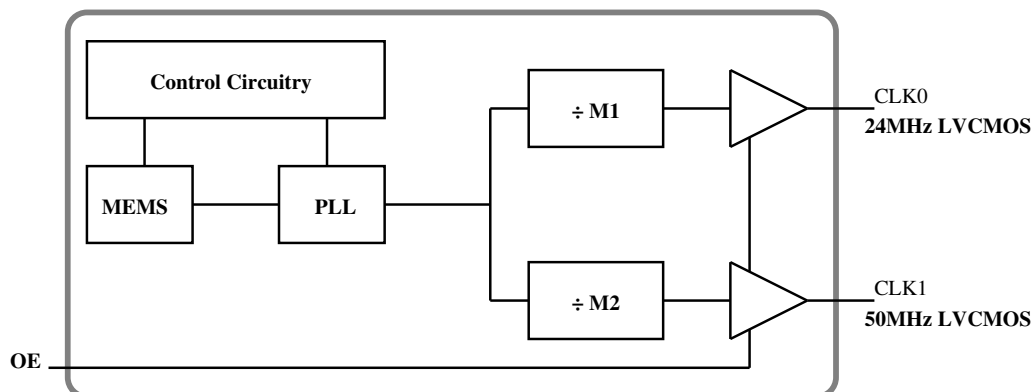 Control Circuitry
MEMS
PLL
÷ M1
÷ M2
CLK0
24MHz LVCMOS
CLK1
50MHz LVCMOS
OE